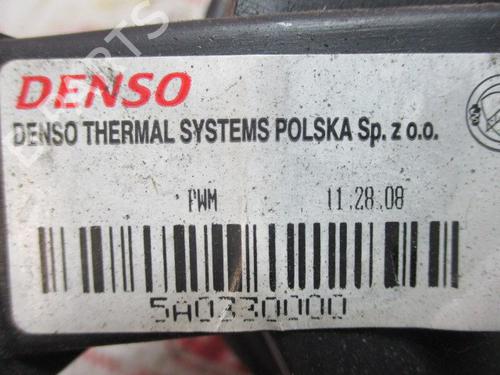 DENSO
DENSO THERMAL SYSTEMS POLSKA Sp. z o.o.
PWM 11.28.08
5A0330000